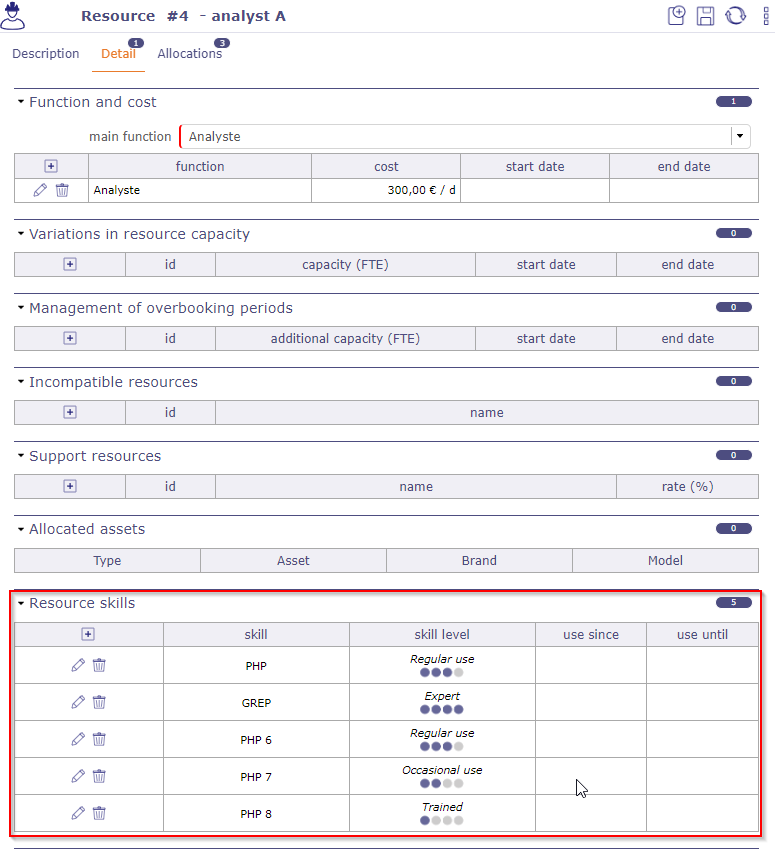 Resource #4 - analyst A
1 3
Description Detail Allocations
Function and cost 1
main function Analyste
function cost start date end date
Analyste 300,00 € / d
Variations in resource capacity 0
id capacity (FTE) start date end date
Management of overbooking periods 0
id additional capacity (FTE) start date end date
Incompatible resources 0
id name
Support resources 0
id name rate (%)
Allocated assets 0
Type Asset Brand Model
Resource skills 5
skill skill level use since use until
PHP Regular use
GREP Expert
PHP 6 Regular use
PHP 7 Occasional use
PHP 8 Trained